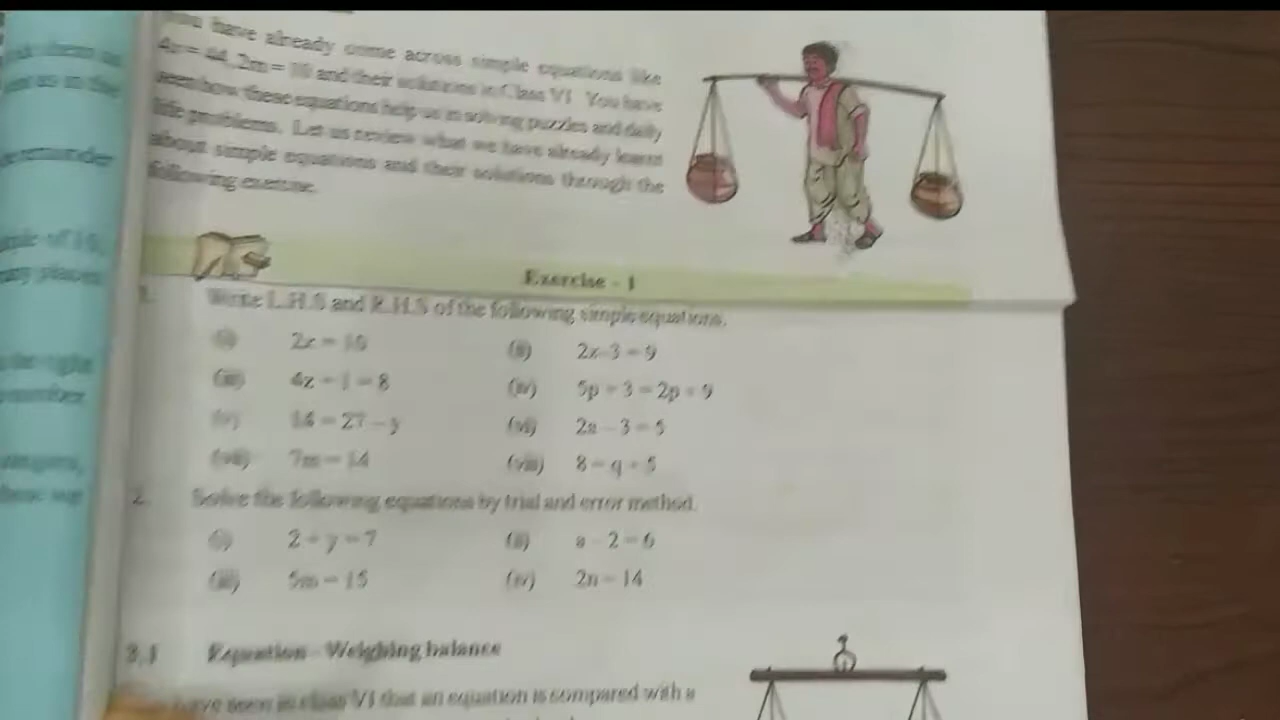 you have already come across simple equations like
4y = 44, 2m = 10 and their solutions in Class VI. You have
seen how these equations help us in solving puzzles and daily
life problems. Let us review what we have already learnt
about simple equations and their solutions through the
following exercise.
remainder
Exercise - 1
1. Write L.H.S and R.H.S of the following simple equations.
(i) 2x = 10 (ii) 2x-3 = 9
(iii) 4z + 1 = 8 (iv) 5p + 3 = 2p + 9
(v) 14 = 27 - y (vi) 2a - 3 = 5
(vii) 7m = 14 (viii) 8 = q + 5
2. Solve the following equations by trial and error method.
(i) 2 + y = 7 (ii) a - 2 = 6
(iii) 5m = 15 (iv) 2n = 14
3.1 Equation - Weighing balance
have seen in class VI that an equation is compared with a